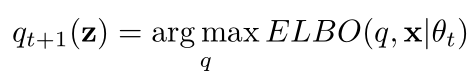 q_{t+1}(𝐳) = arg max_q ELBO(q, 𝐱|θ_t)